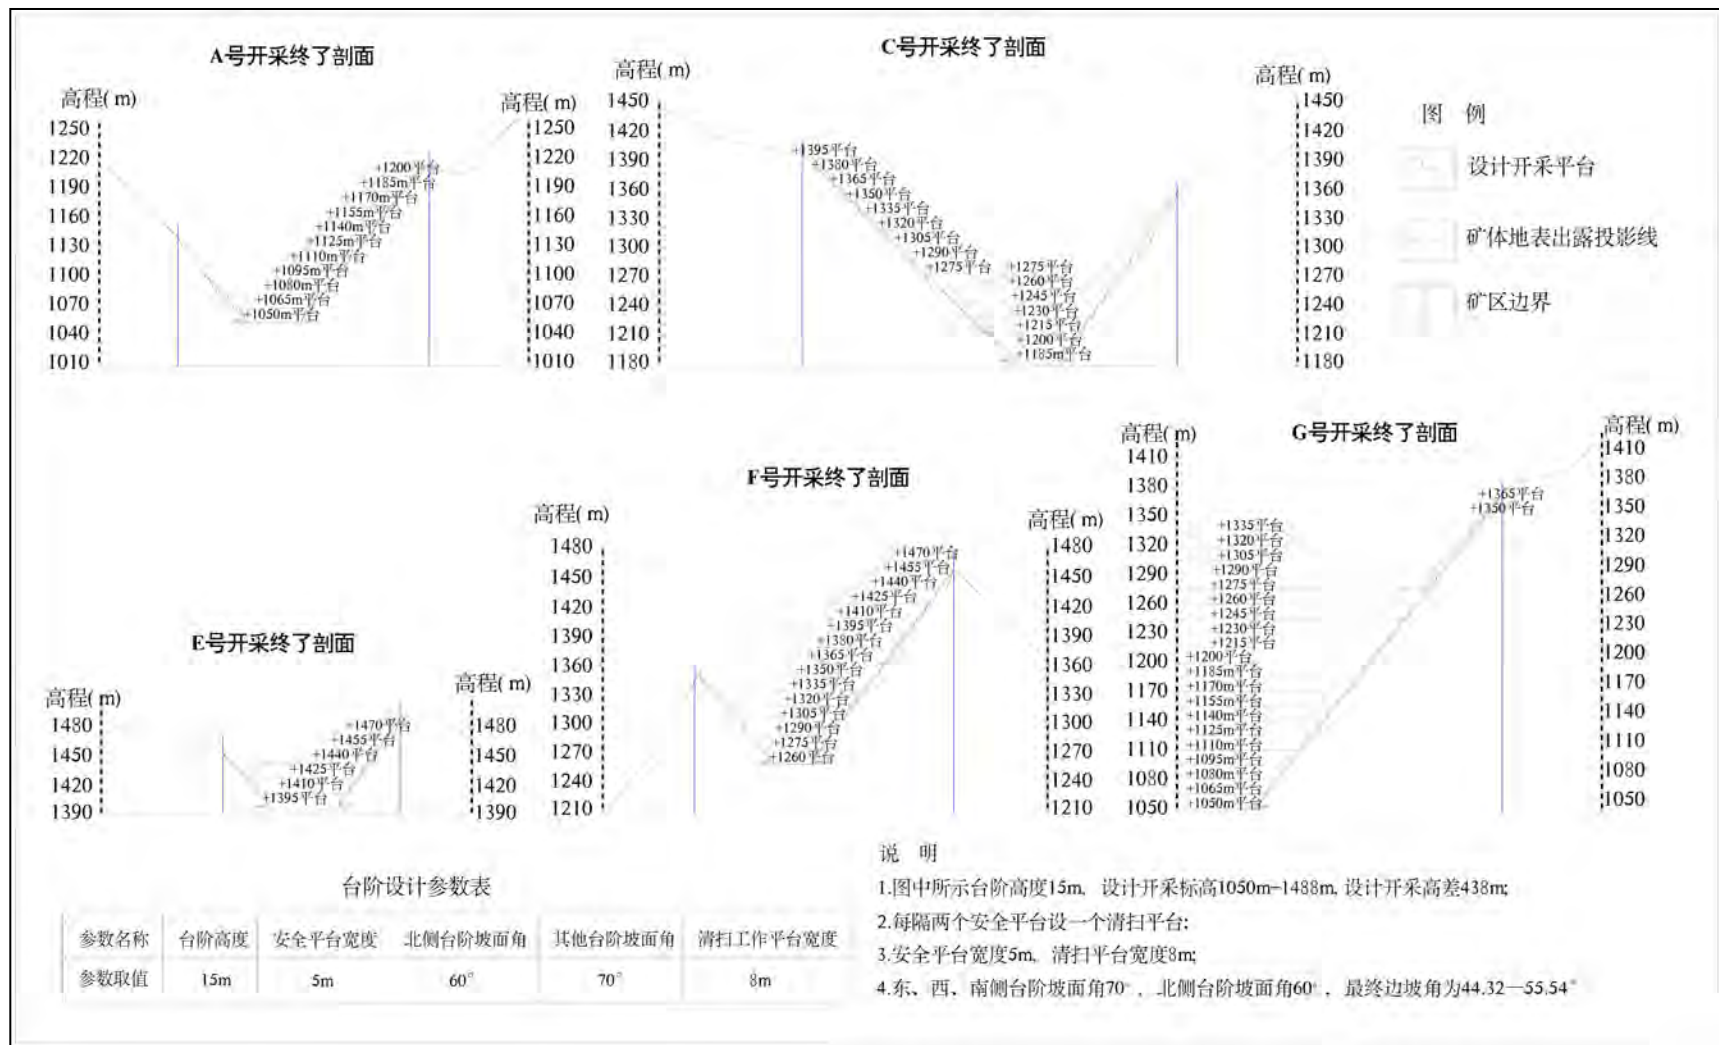 A号开采终了剖面
高程( m)
1250
1220
1190
1160
1130
1100
1070
1040
1010
+1200平台
+1185m平台
+1170m平台
+1155m平台
+1140m平台
+1125m平台
+1110m平台
+1095m平台
+1080m平台
+1065m平台
+1050m平台
高程( m)
1250
1220
1190
1160
1130
1100
1070
1040
1010
C号开采终了剖面
高程( m)
1450
1420
1390
1360
1330
1300
1270
1240
1210
1180
+1395平台
+1380平台
+1365平台
+1350平台
+1335平台
+1320平台
+1305平台
+1290平台
+1275平台
+1275平台
+1260平台
+1245平台
+1230平台
+1215平台
+1200平台
+1185m平台
高程( m)
1450
1420
1390
1360
1330
1300
1270
1240
1210
1180
图 例
设计开采平台
矿体地表出露投影线
矿区边界
E号开采终了剖面
高程( m)
1480
1450
1420
1390
+1470平台
+1455平台
+1440平台
+1425平台
+1410平台
+1395平台
高程( m)
1480
1450
1420
1390
F号开采终了剖面
高程( m)
1480
1450
1420
1390
1360
1330
1300
1270
1240
1210
+1470平台
+1455平台
+1440平台
+1425平台
+1410平台
+1395平台
+1380平台
+1365平台
+1350平台
+1335平台
+1320平台
+1305平台
+1290平台
+1275平台
+1260平台
高程( m)
1480
1450
1420
1390
1360
1330
1300
1270
1240
1210
G号开采终了剖面
高程( m)
1410
1380
1350
1320
1290
1260
1230
1200
1170
1140
1110
1080
1050
+1365平台
+1350平台
+1335平台
+1320平台
+1305平台
+1290平台
+1275平台
+1260平台
+1245平台
+1230平台
+1215平台
+1200平台
+1185m平台
+1170m平台
+1155m平台
+1140m平台
+1125m平台
+1110m平台
+1095m平台
+1080m平台
+1065m平台
+1050m平台
高程( m)
1410
1380
1350
1320
1290
1260
1230
1200
1170
1140
1110
1080
1050
台阶设计参数表
参数名称 台阶高度 安全平台宽度 北侧台阶坡面角 其他台阶坡面角 清扫工作平台宽度
参数取值 15m 5m 60° 70° 8m
说 明
1.图中所示台阶高度15m, 设计开采标高1050m-1488m, 设计开采高差438m;
2.每隔两个安全平台设一个清扫平台;
3.安全平台宽度5m, 清扫平台宽度8m;
4.东、西、南侧台阶坡面角70°, 北侧台阶坡面角60°, 最终边坡角为44.32—55.54°